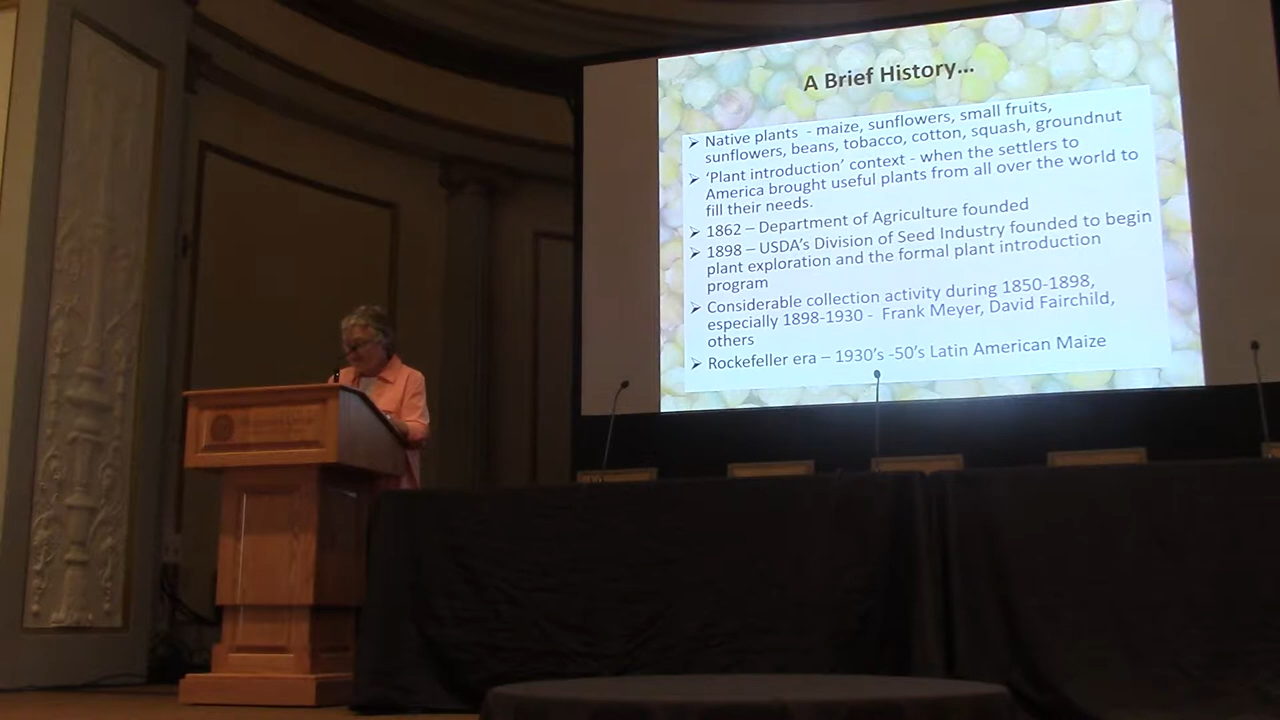 A Brief History...
➢ Native plants - maize, sunflowers, small fruits,
sunflowers, beans, tobacco, cotton, squash, groundnut
➢ 'Plant introduction' context - when the settlers to
America brought useful plants from all over the world to
fill their needs.
➢ 1862 – Department of Agriculture founded
➢ 1898 – USDA's Division of Seed Industry founded to begin
plant exploration and the formal plant introduction
program
➢ Considerable collection activity during 1850-1898,
especially 1898-1930 - Frank Meyer, David Fairchild,
others
➢ Rockefeller era – 1930's -50's Latin American Maize